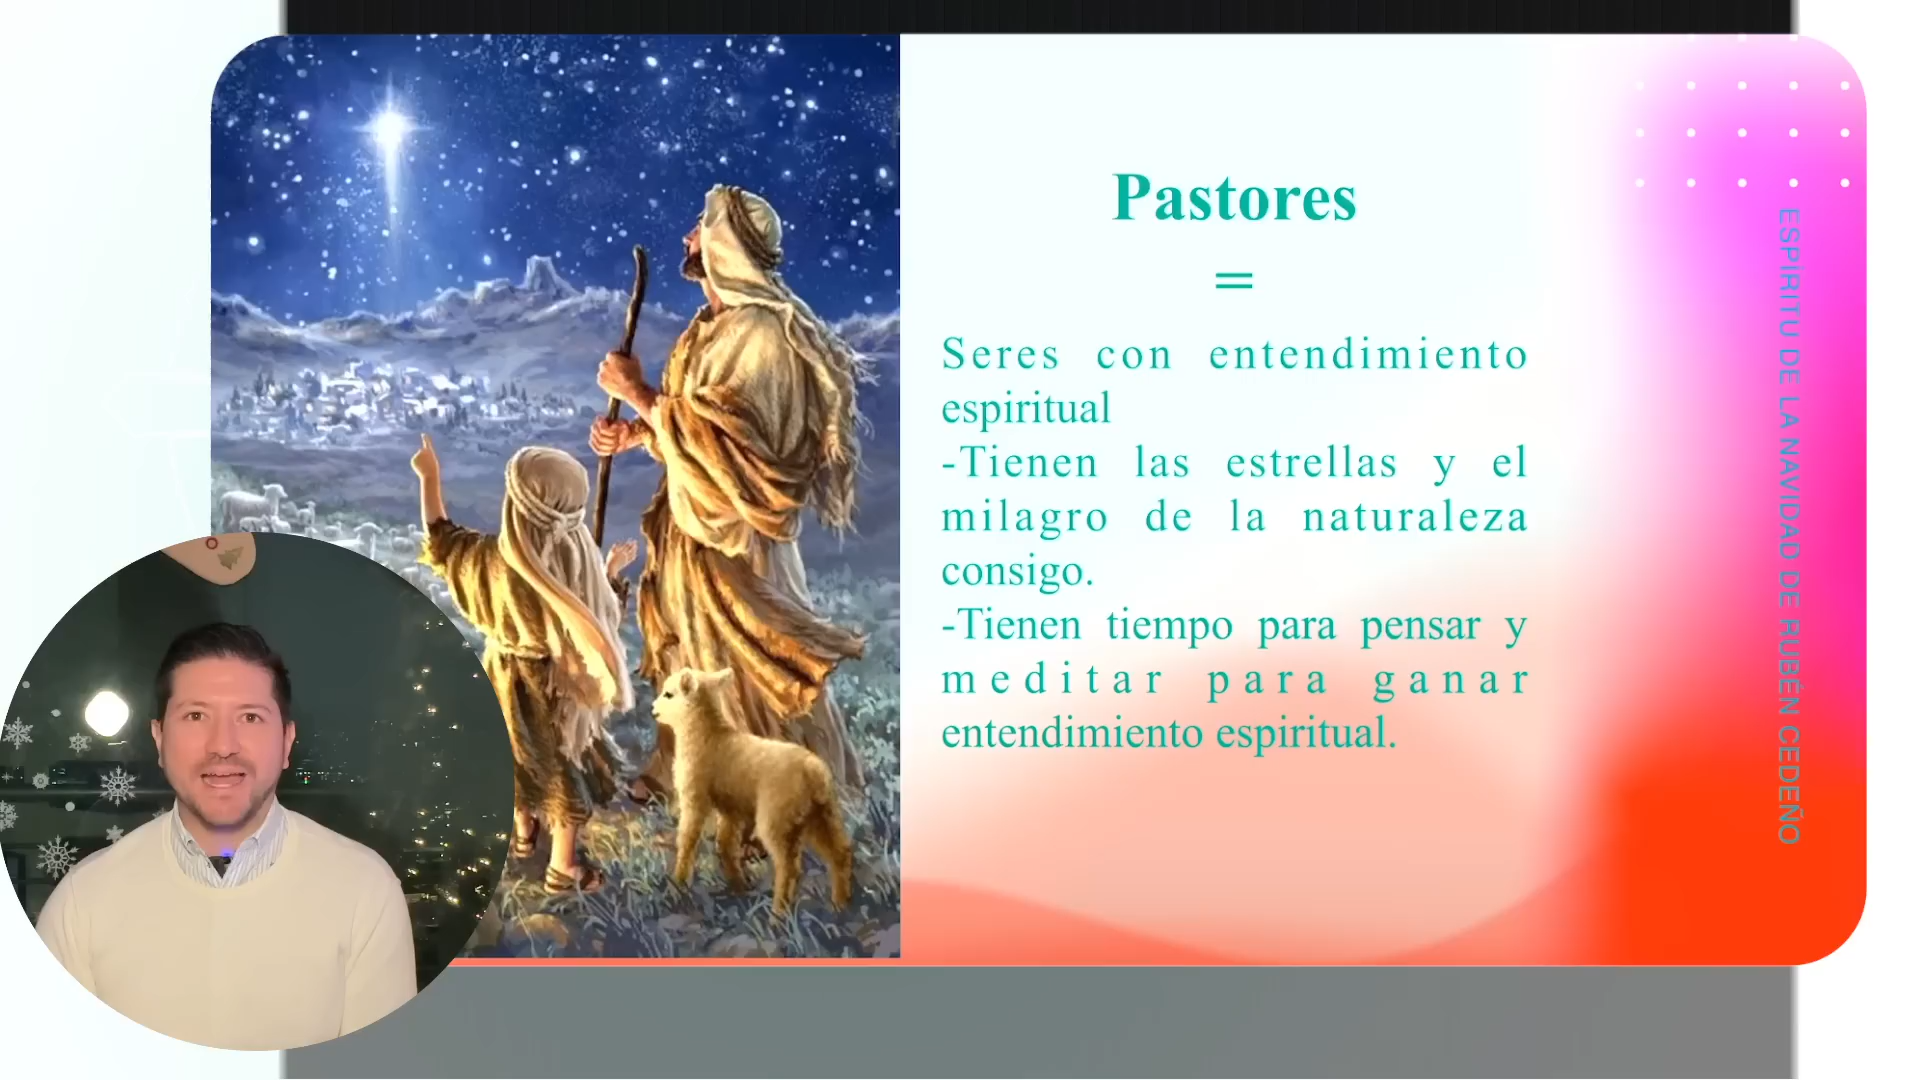 Pastores
=
Seres con entendimiento
espiritual
-Tienen las estrellas y el
milagro de la naturaleza
consigo.
-Tienen tiempo para pensar y
meditar para ganar
entendimiento espiritual.
ESPÍRITU DE LA NAVIDAD DE RUBÉN CEDEÑO